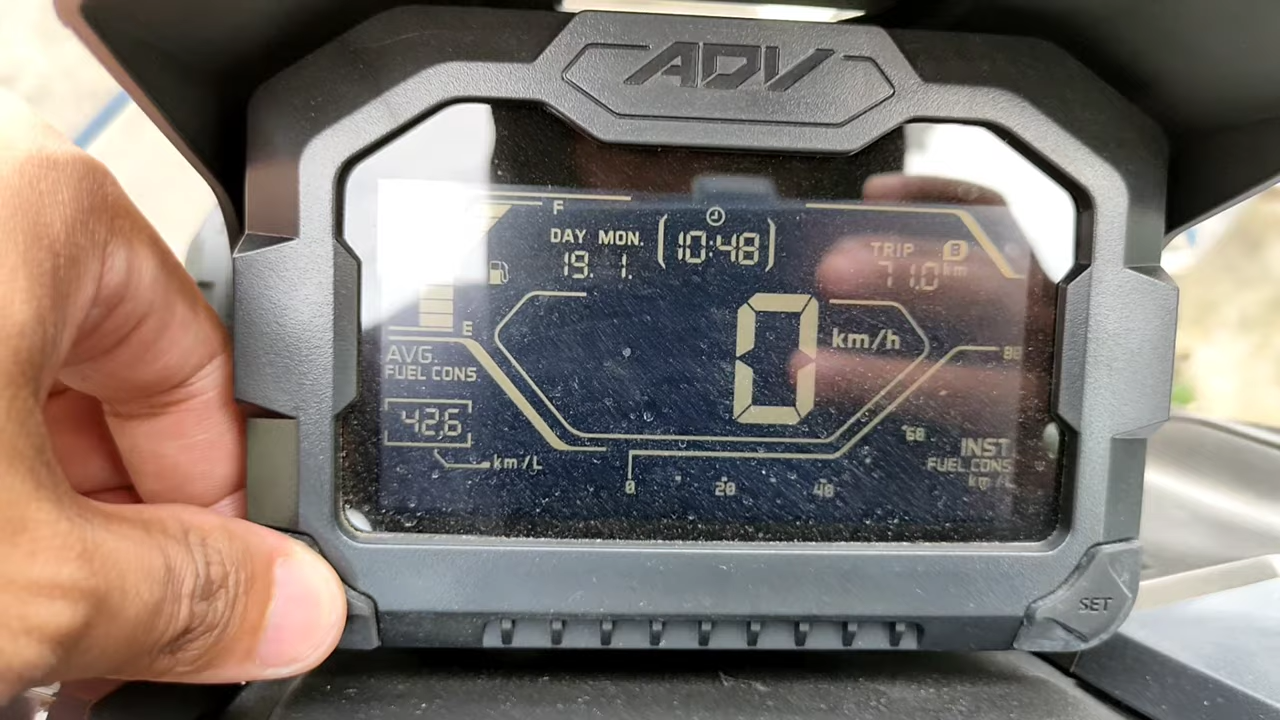 ADV
F
DAY MON.
19. 1.
10:48
TRIP B
71.0 km
E
0 km/h
80
AVG.
FUEL CONS.
42.6
km/L
60
INST
FUEL CONS
km/L
0 20 40
SET